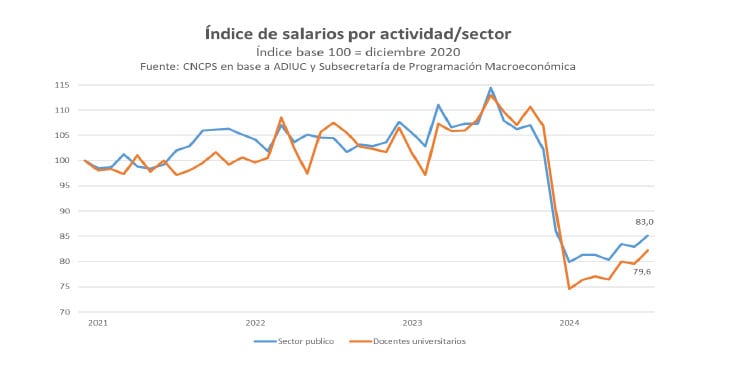 Índice de salarios por actividad/sector
Índice base 100 = diciembre 2020
Fuente: CNCPS en base a ADIUC y Subsecretaría de Programación Macroeconómica
115
110
105
100
95
90
85
80
75
70
83,0
79,6
2021 2022 2023 2024
Sector publico Docentes universitarios